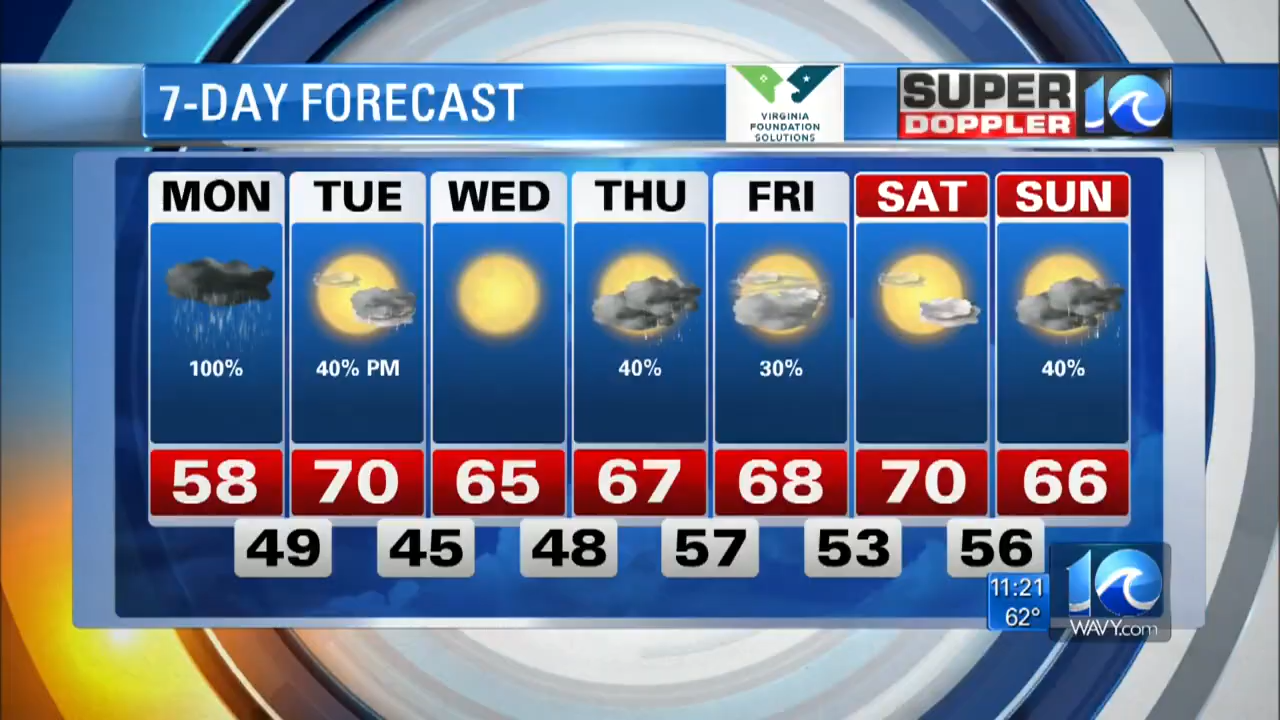 7-DAY FORECAST
VIRGINIA
FOUNDATION
SOLUTIONS
SUPER
DOPPLER
10
MON TUE WED THU FRI SAT SUN
100% 40% PM 40% 30% 40%
58 70 65 67 68 70 66
49 45 48 57 53 56
11:21
62°
10
WAVY.com